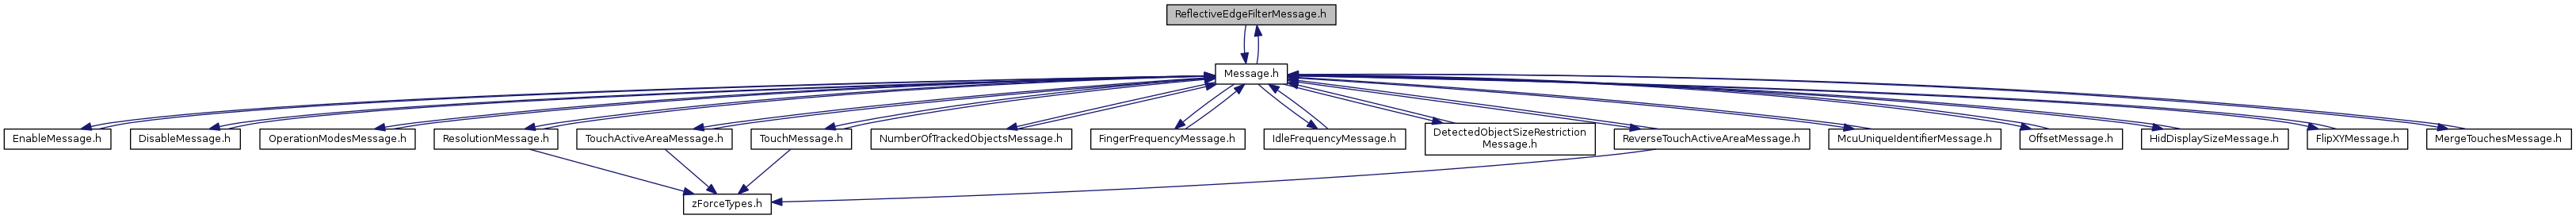 ReflectiveEdgeFilterMessage.h
Message.h
EnableMessage.h
DisableMessage.h
OperationModesMessage.h
ResolutionMessage.h
TouchActiveAreaMessage.h
TouchMessage.h
NumberOfTrackedObjectsMessage.h
FingerFrequencyMessage.h
IdleFrequencyMessage.h
DetectedObjectSizeRestriction
Message.h
ReverseTouchActiveAreaMessage.h
McuUniqueIdentifierMessage.h
OffsetMessage.h
HidDisplaySizeMessage.h
FlipXYMessage.h
MergeTouchesMessage.h
zForceTypes.h